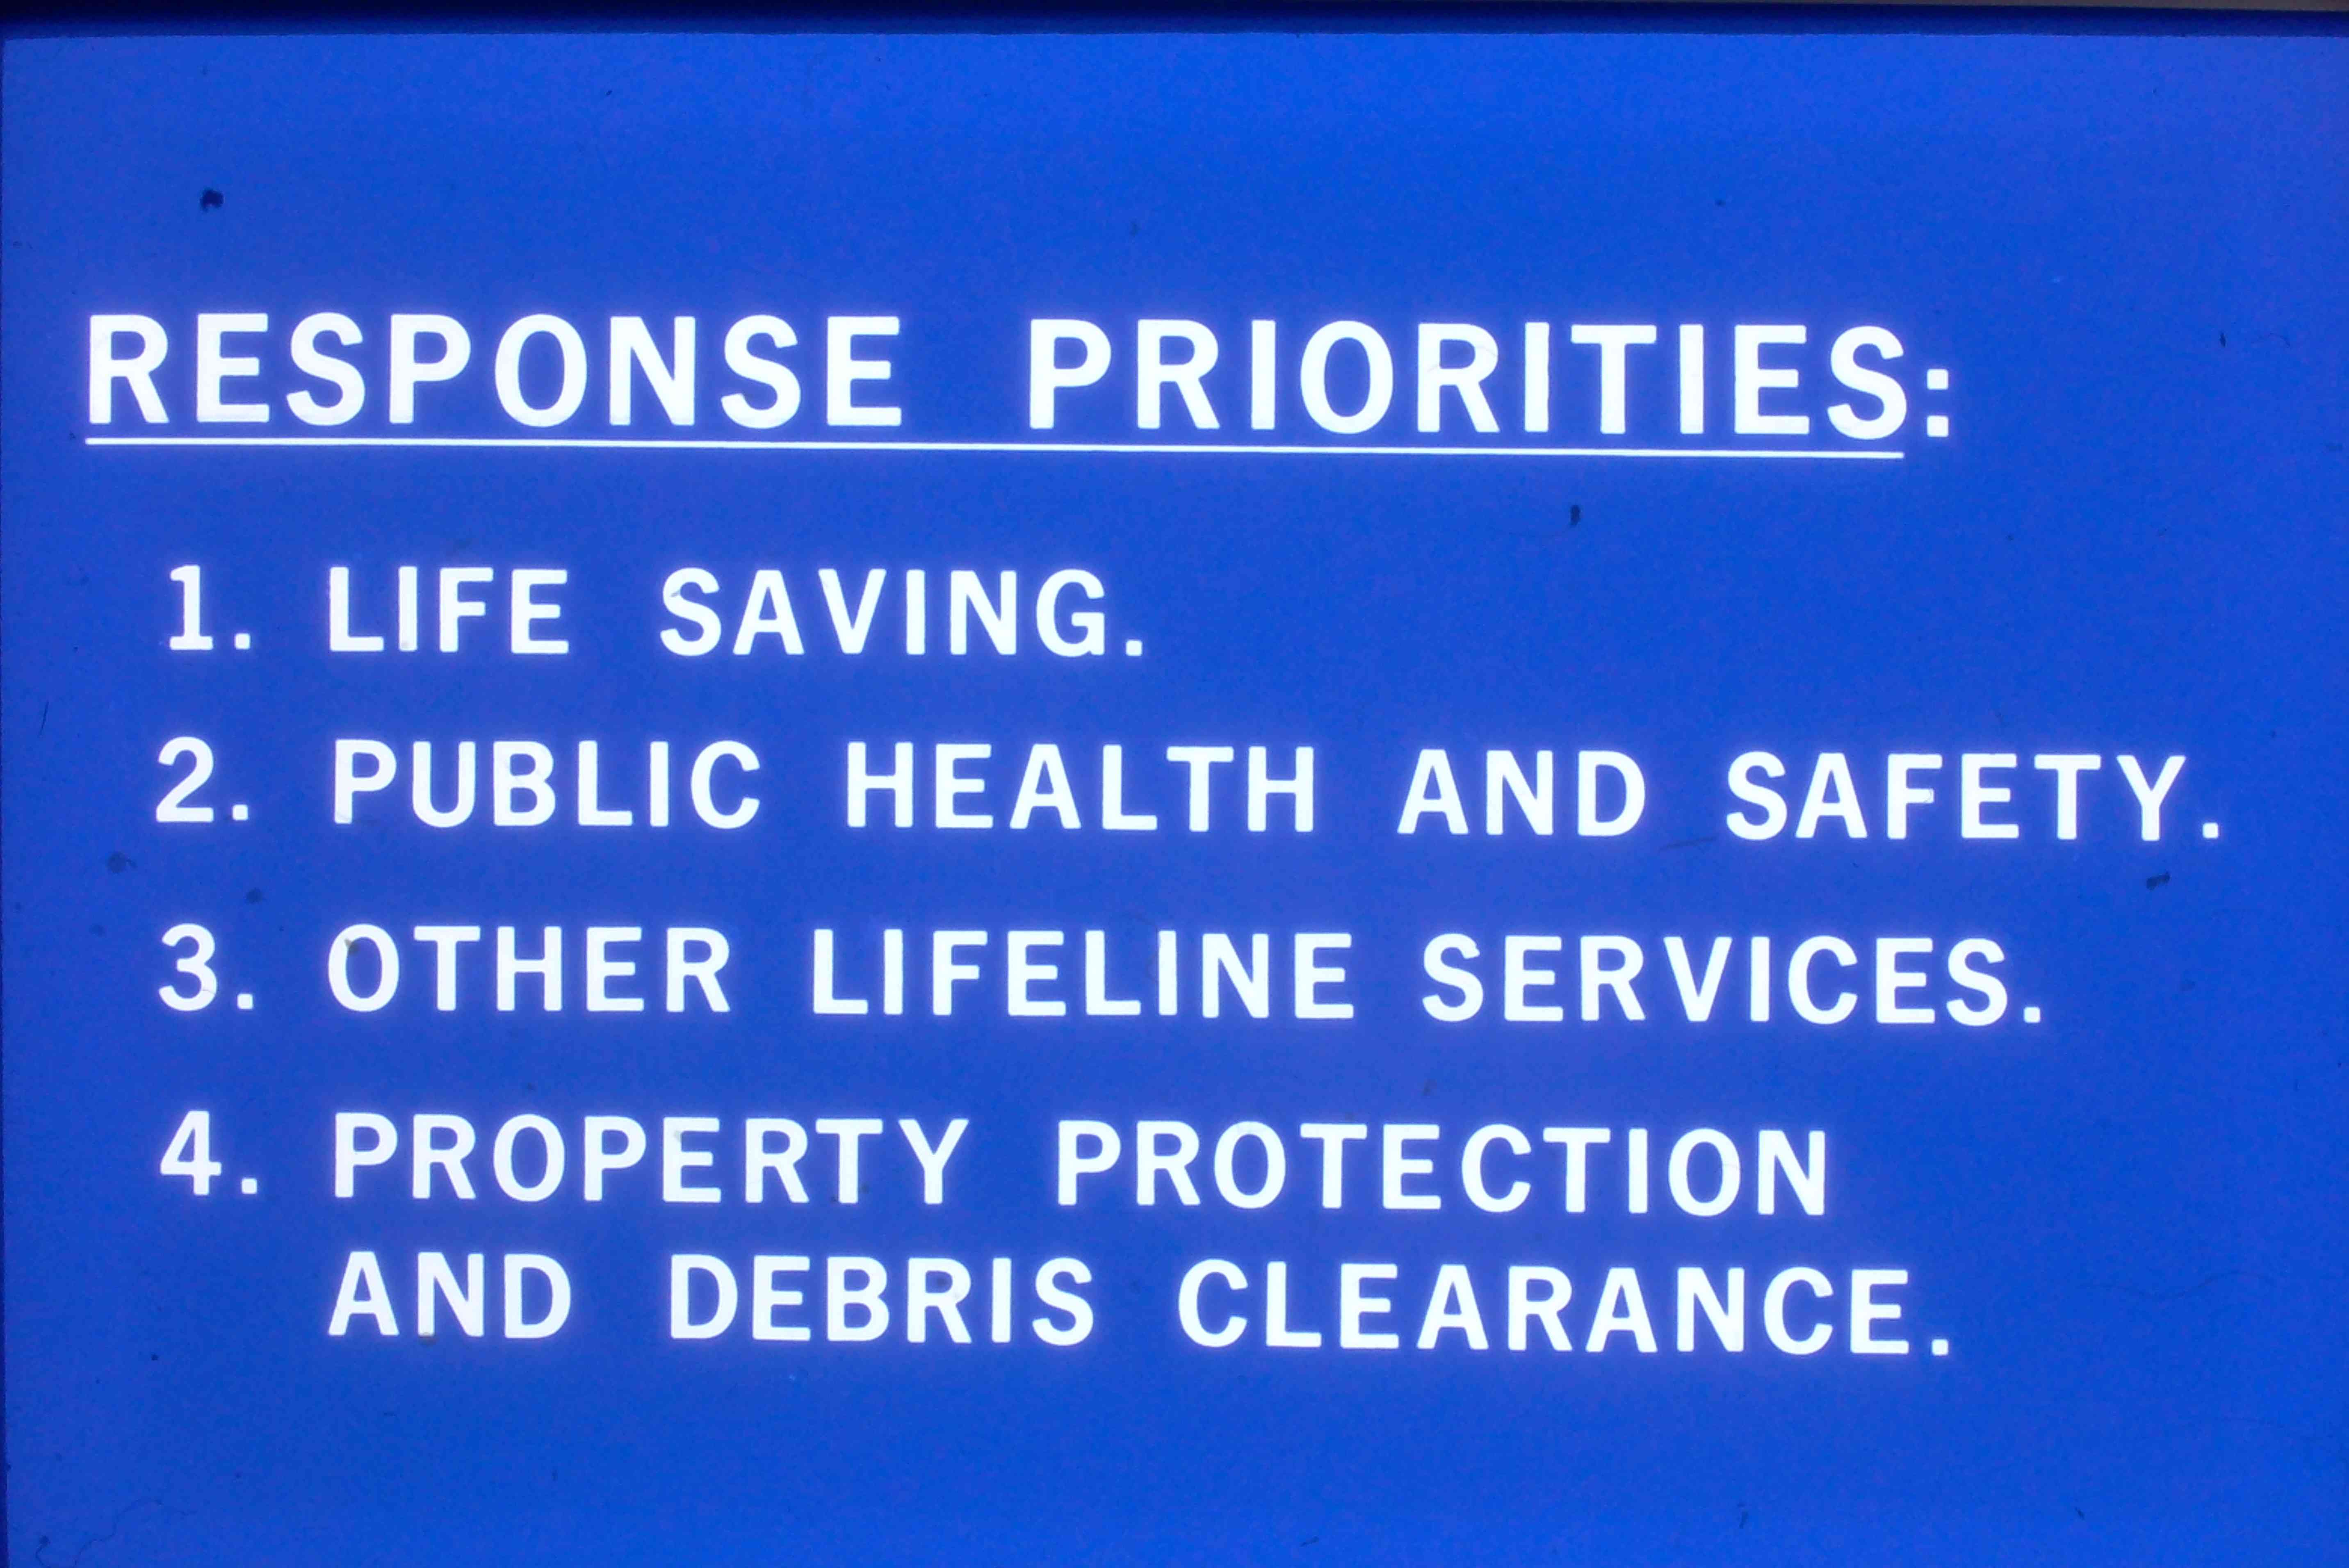 RESPONSE PRIORITIES:
1. LIFE SAVING.
2. PUBLIC HEALTH AND SAFETY.
3. OTHER LIFELINE SERVICES.
4. PROPERTY PROTECTION
AND DEBRIS CLEARANCE.